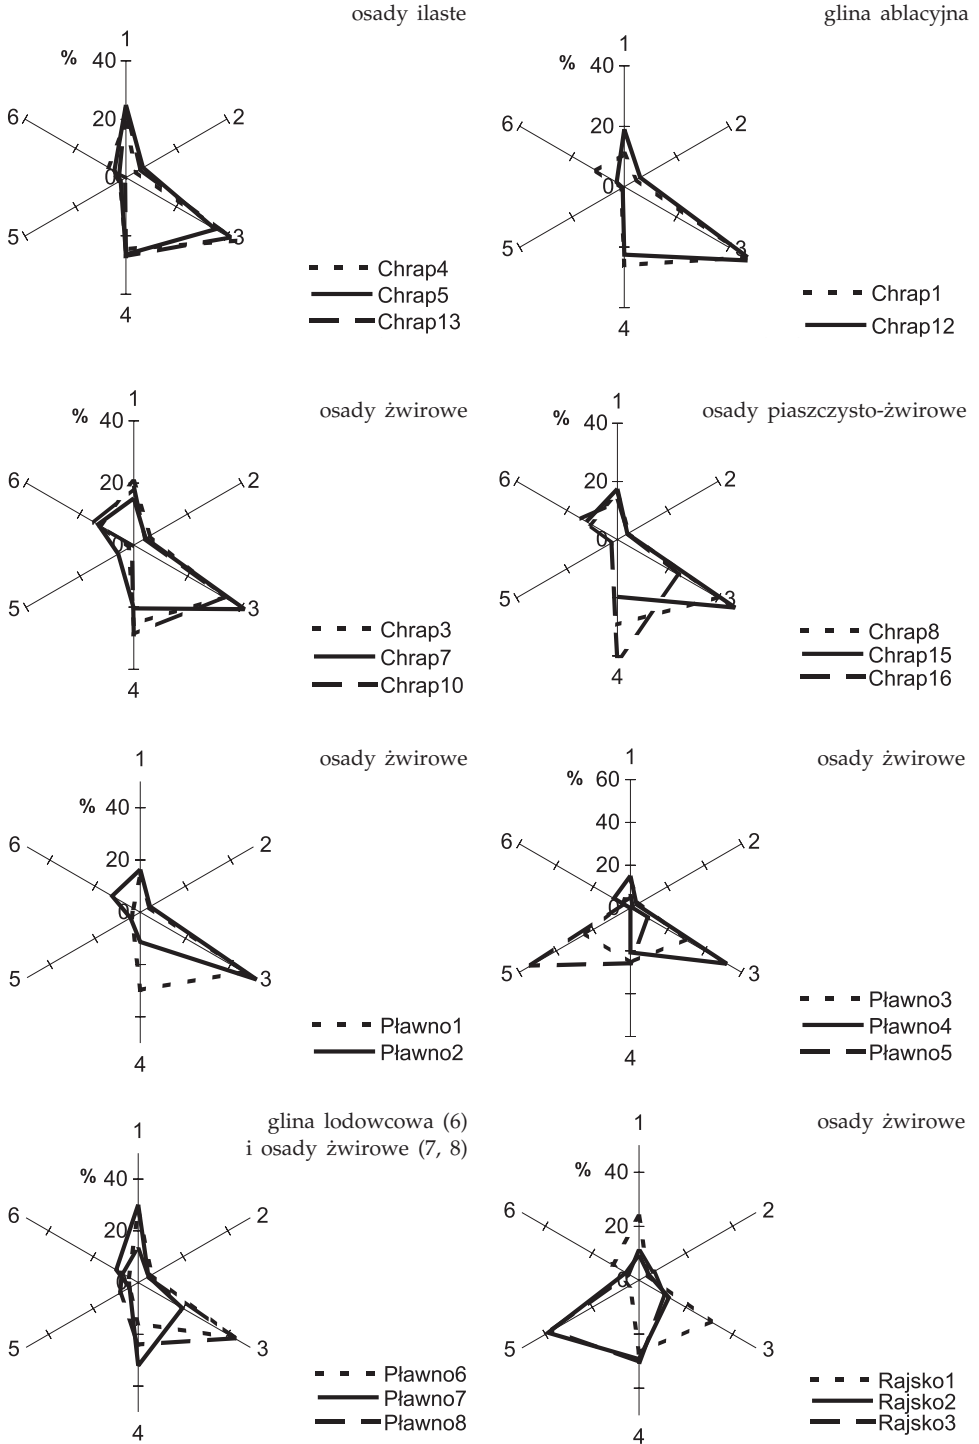 osady ilaste
1
% 40
20
0
6
2
5
3
4
Chrap4
Chrap5
Chrap13
glina ablacyjna
1
% 40
20
0
6
2
5
3
4
Chrap1
Chrap12
osady żwirowe
1
% 40
20
0
6
2
5
3
4
Chrap3
Chrap7
Chrap10
osady piaszczysto-żwirowe
1
% 40
20
0
6
2
5
3
4
Chrap8
Chrap15
Chrap16
osady żwirowe
1
% 40
20
0
6
2
5
3
4
Pławno1
Pławno2
osady żwirowe
1
% 60
40
20
0
6
2
5
3
4
Pławno3
Pławno4
Pławno5
glina lodowcowa (6)
i osady żwirowe (7, 8)
1
% 40
20
0
6
2
5
3
4
Pławno6
Pławno7
Pławno8
osady żwirowe
1
% 40
20
0
6
2
5
3
4
Rajsko1
Rajsko2
Rajsko3